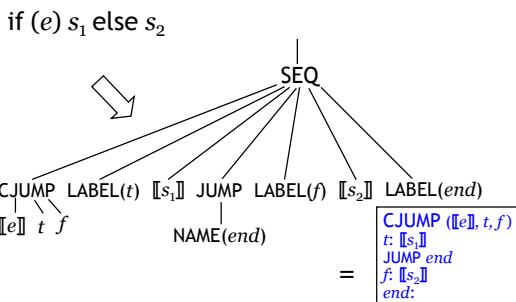 if (e) s₁ else s₂
SEQ
CJUMP LABEL(t) ⟦s₁⟧ JUMP LABEL(f) ⟦s₂⟧ LABEL(end)
⟦e⟧ t f
NAME(end)
=
CJUMP (⟦e⟧, t, f)
t: ⟦s₁⟧
JUMP end
f: ⟦s₂⟧
end: